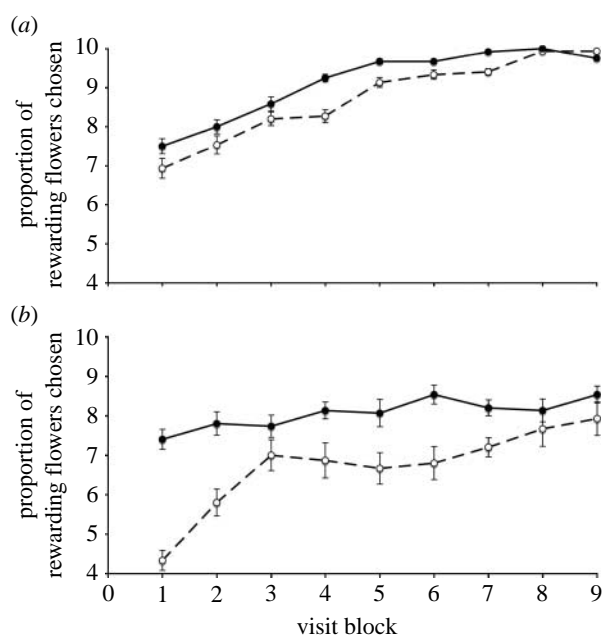 (a)
10
9
8
7
6
5
4
proportion of
rewarding flowers chosen
(b)
10
9
8
7
6
5
4
proportion of
rewarding flowers chosen
0 1 2 3 4 5 6 7 8 9
visit block